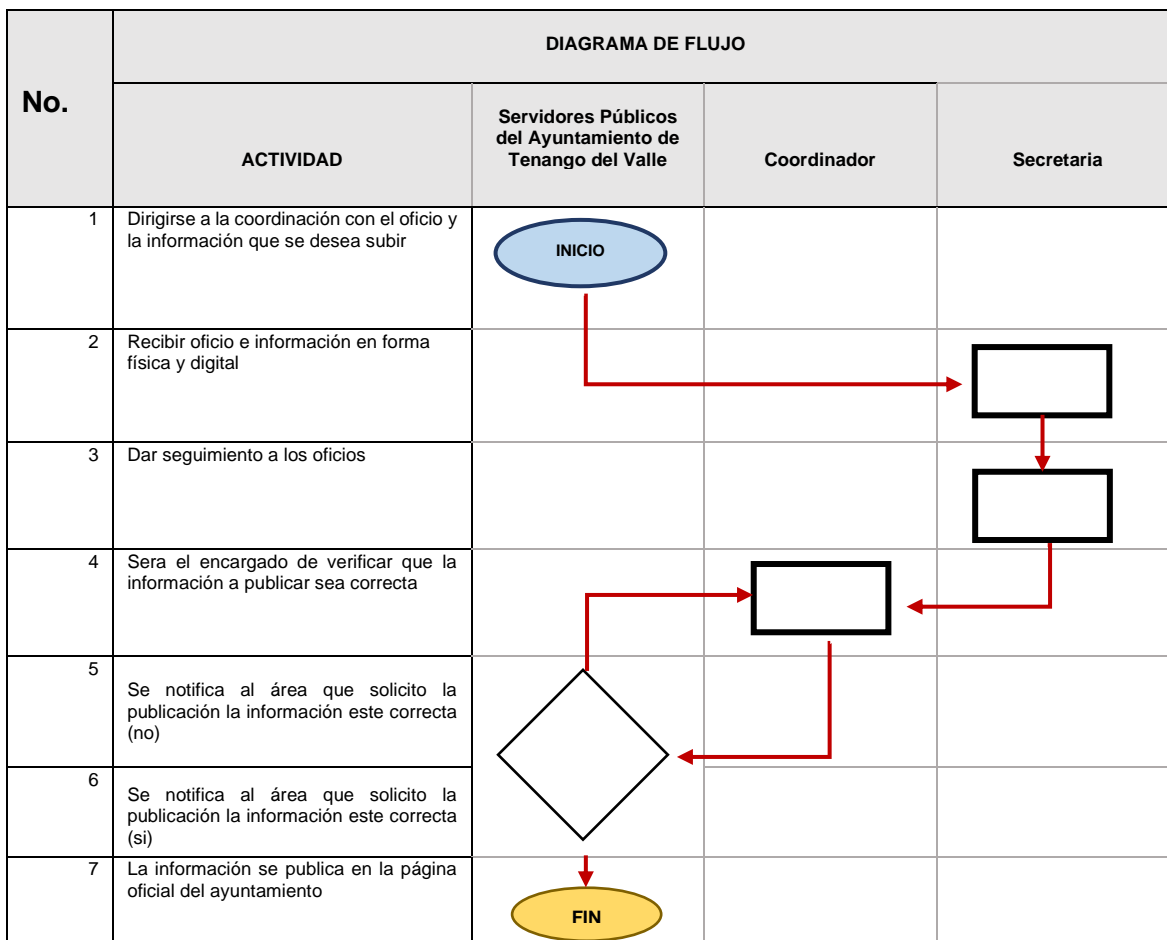 DIAGRAMA DE FLUJO
No.
ACTIVIDAD
Servidores Públicos
del Ayuntamiento de
Tenango del Valle
Coordinador
Secretaria
1
Dirigirse a la coordinación con el oficio y
la información que se desea subir
INICIO
2
Recibir oficio e información en forma
física y digital
3
Dar seguimiento a los oficios
4
Sera el encargado de verificar que la
información a publicar sea correcta
5
Se notifica al área que solicito la
publicación la información este correcta
(no)
6
Se notifica al área que solicito la
publicación la información este correcta
(si)
7
La información se publica en la página
oficial del ayuntamiento
FIN